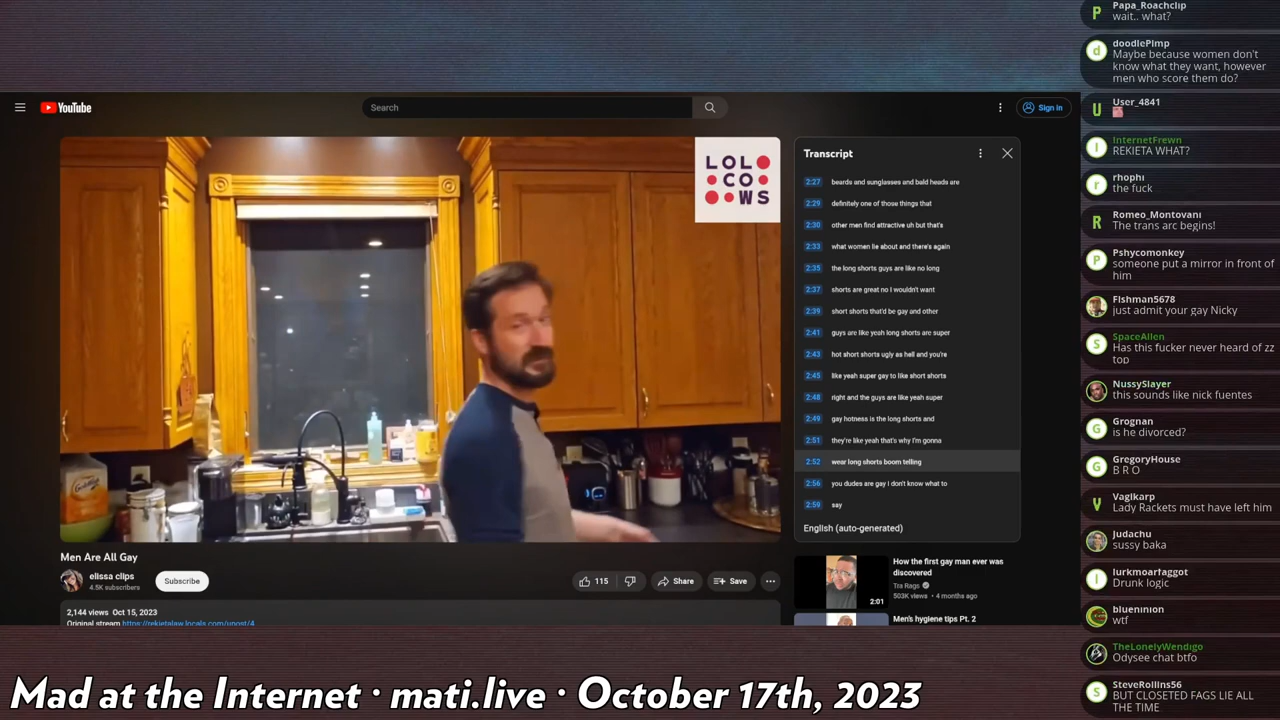 YouTube
Search
Sign in
LOL
CO
WS
Transcript
2:27 beards and sunglasses and bald heads are
2:29 definitely one of those things that
2:30 other men find attractive uh but that's
2:33 what women lie about and there's again
2:35 the long shorts guys are like no long
2:37 shorts are great no I wouldn't want
2:39 short shorts that'd be gay and other
2:41 guys are like yeah long shorts are super
2:43 hot short shorts ugly as hell and you're
2:45 like yeah super gay to like short shorts
2:48 right and the guys are like yeah super
2:49 gay hotness is the long shorts and
2:51 they're like yeah that's why I'm gonna
2:52 wear long shorts boom telling
2:56 you dudes are gay I don't know what to
2:59 say
English (auto-generated)
Men Are All Gay
elissa clips
4.5K subscribers
Subscribe
115
Share
Save
2,144 views Oct 15, 2023
Original stream https://rekietalaw.locals.com/upost/4
How the first gay man ever was
discovered
Tra Rags
503K views • 4 months ago
2:01
Men's hygiene tips Pt. 2
Papa_Roachclip
wait.. what?
doodlePimp
Maybe because women don't
know what they want, however
men who score them do?
User_4841
InternetFrewn
REKIETA WHAT?
rhophi
the fuck
Romeo_Montovani
The trans arc begins!
Pshycomonkey
someone put a mirror in front of
him
Fishman5678
just admit your gay Nicky
SpaceAllen
Has this fucker never heard of zz
top
NussySlayer
this sounds like nick fuentes
Grognan
is he divorced?
GregoryHouse
B R O
Vagikarp
Lady Rackets must have left him
Judachu
sussy baka
lurkmoarfaggot
Drunk logic
blueninion
wtf
TheLonelyWendigo
Odysee chat btfo
SteveRollins56
BUT CLOSETED FAGS LIE ALL
THE TIME
Mad at the Internet · mati.live · October 17th, 2023